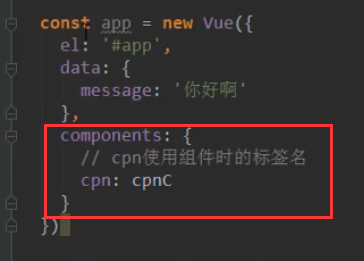 const app = new Vue({
el: '#app',
data: {
message: '你好啊'
},
components: {
// cpn使用组件时的标签名
cpn: cpnC
}
})